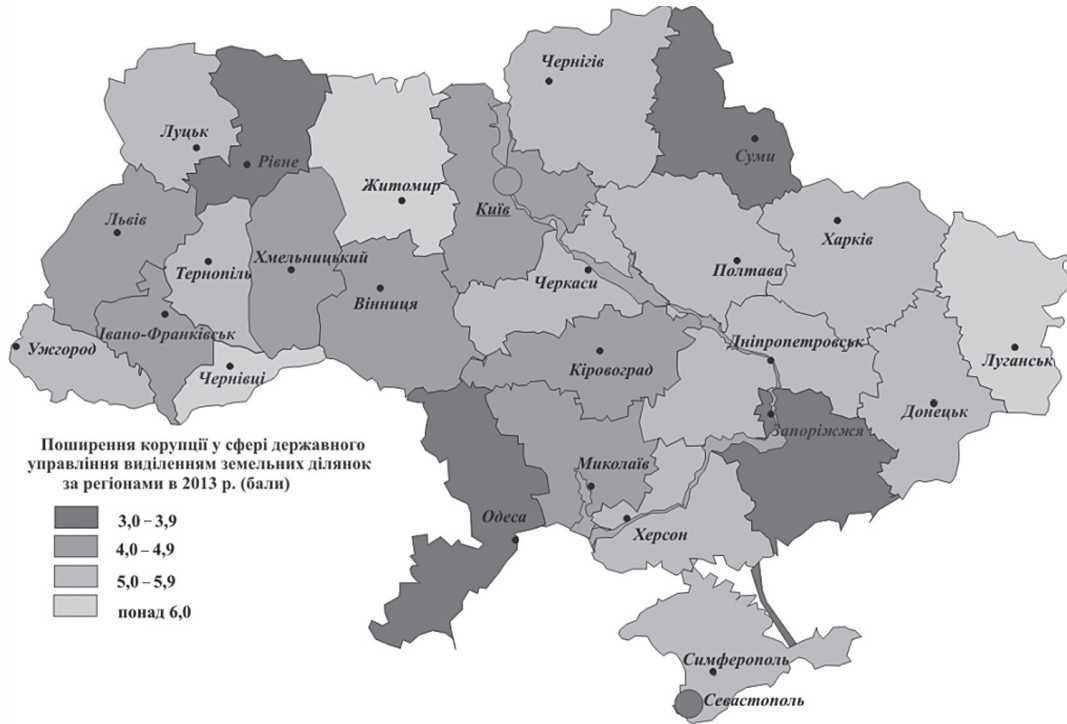 Чернігів
Луцьк
Рівне
Суми
Житомир
Київ
Львів
Харків
Тернопіль
Хмельницький
Полтава
Черкаси
Вінниця
Івано-Франківськ
Ужгород
Дніпропетровськ
Луганськ
Чернівці
Кіровоград
Донецьк
Запоріжжя
Поширення корупції у сфері державного
управління виділенням земельних ділянок
за регіонами в 2013 р. (бали)
Миколаїв
3,0 – 3,9
Одеса
Херсон
4,0 – 4,9
5,0 – 5,9
понад 6,0
Симферополь
Севастополь